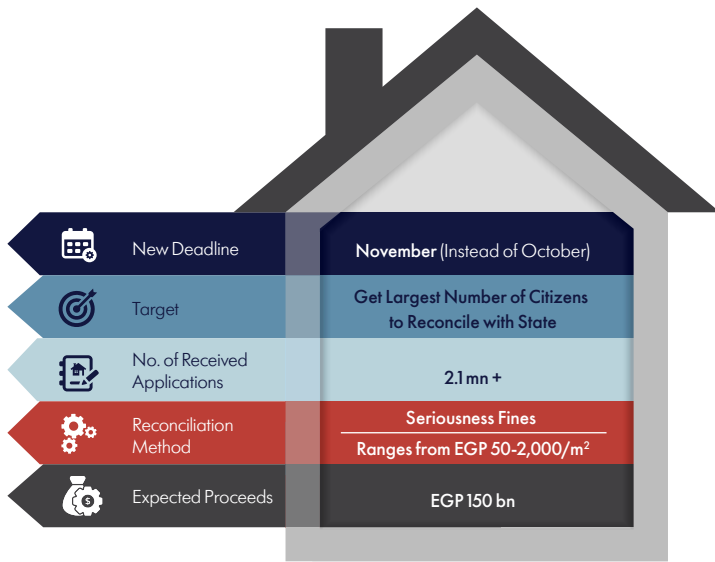 New Deadline
November (Instead of October)
Target
Get Largest Number of Citizens
to Reconcile with State
No. of Received
Applications
2.1 mn +
Reconciliation
Method
Seriousness Fines
Ranges from EGP 50-2,000/m²
Expected Proceeds
$
EGP 150 bn